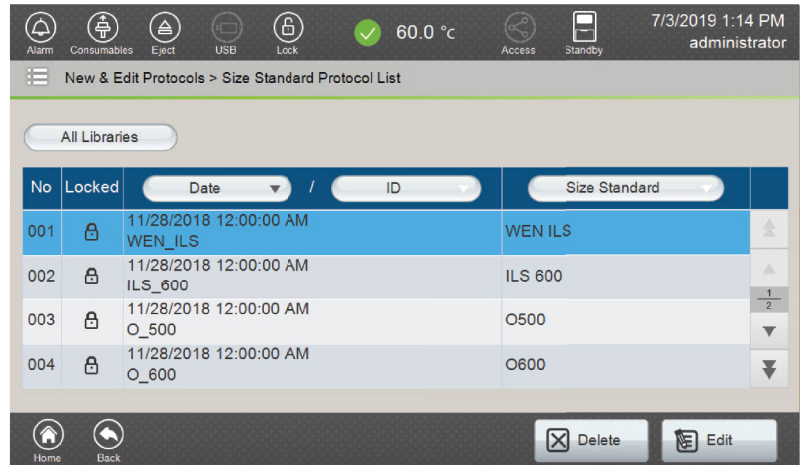 7/3/2019 1:14 PM
60.0 °c
administrator
Alarm Consumables Eject USB Lock Access Standby
New & Edit Protocols > Size Standard Protocol List
All Libraries
No Locked Date / ID Size Standard
001 11/28/2018 12:00:00 AM
WEN_ILS WEN ILS
002 11/28/2018 12:00:00 AM
ILS_600 ILS 600
1
2
003 11/28/2018 12:00:00 AM
O_500 O500
004 11/28/2018 12:00:00 AM
O_600 O600
Delete Edit
Home Back